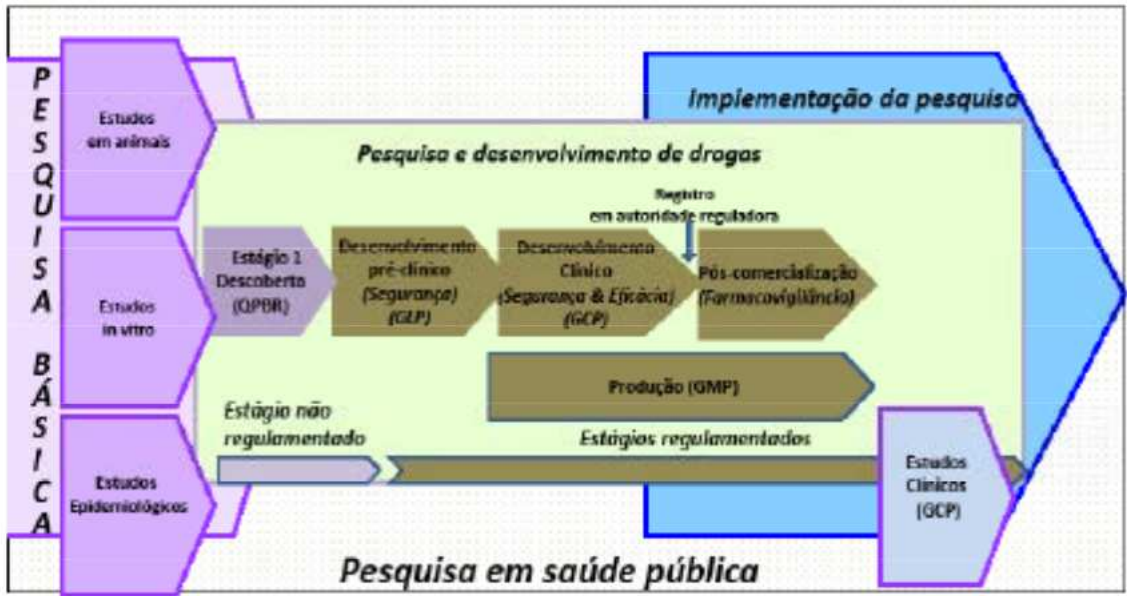 PESQUISA BÁSICA
Estudos
em animais
Estudos
in vitro
Estudos
Epidemiológicos
Implementação da pesquisa
Pesquisa e desenvolvimento de drogas
Registro
em autoridade reguladora
Estágio 1
Descoberta
(QPBR)
Desenvolvimento
pré-clínico
(Segurança)
(GLP)
Desenvolvimento
Clínico
(Segurança & Eficácia)
(GCP)
Pós-comercialização
(Farmacovigilância)
Produção (GMP)
Estágio não
regulamentado
Estágios regulamentados
Estudos
Clínicos
(GCP)
Pesquisa em saúde pública